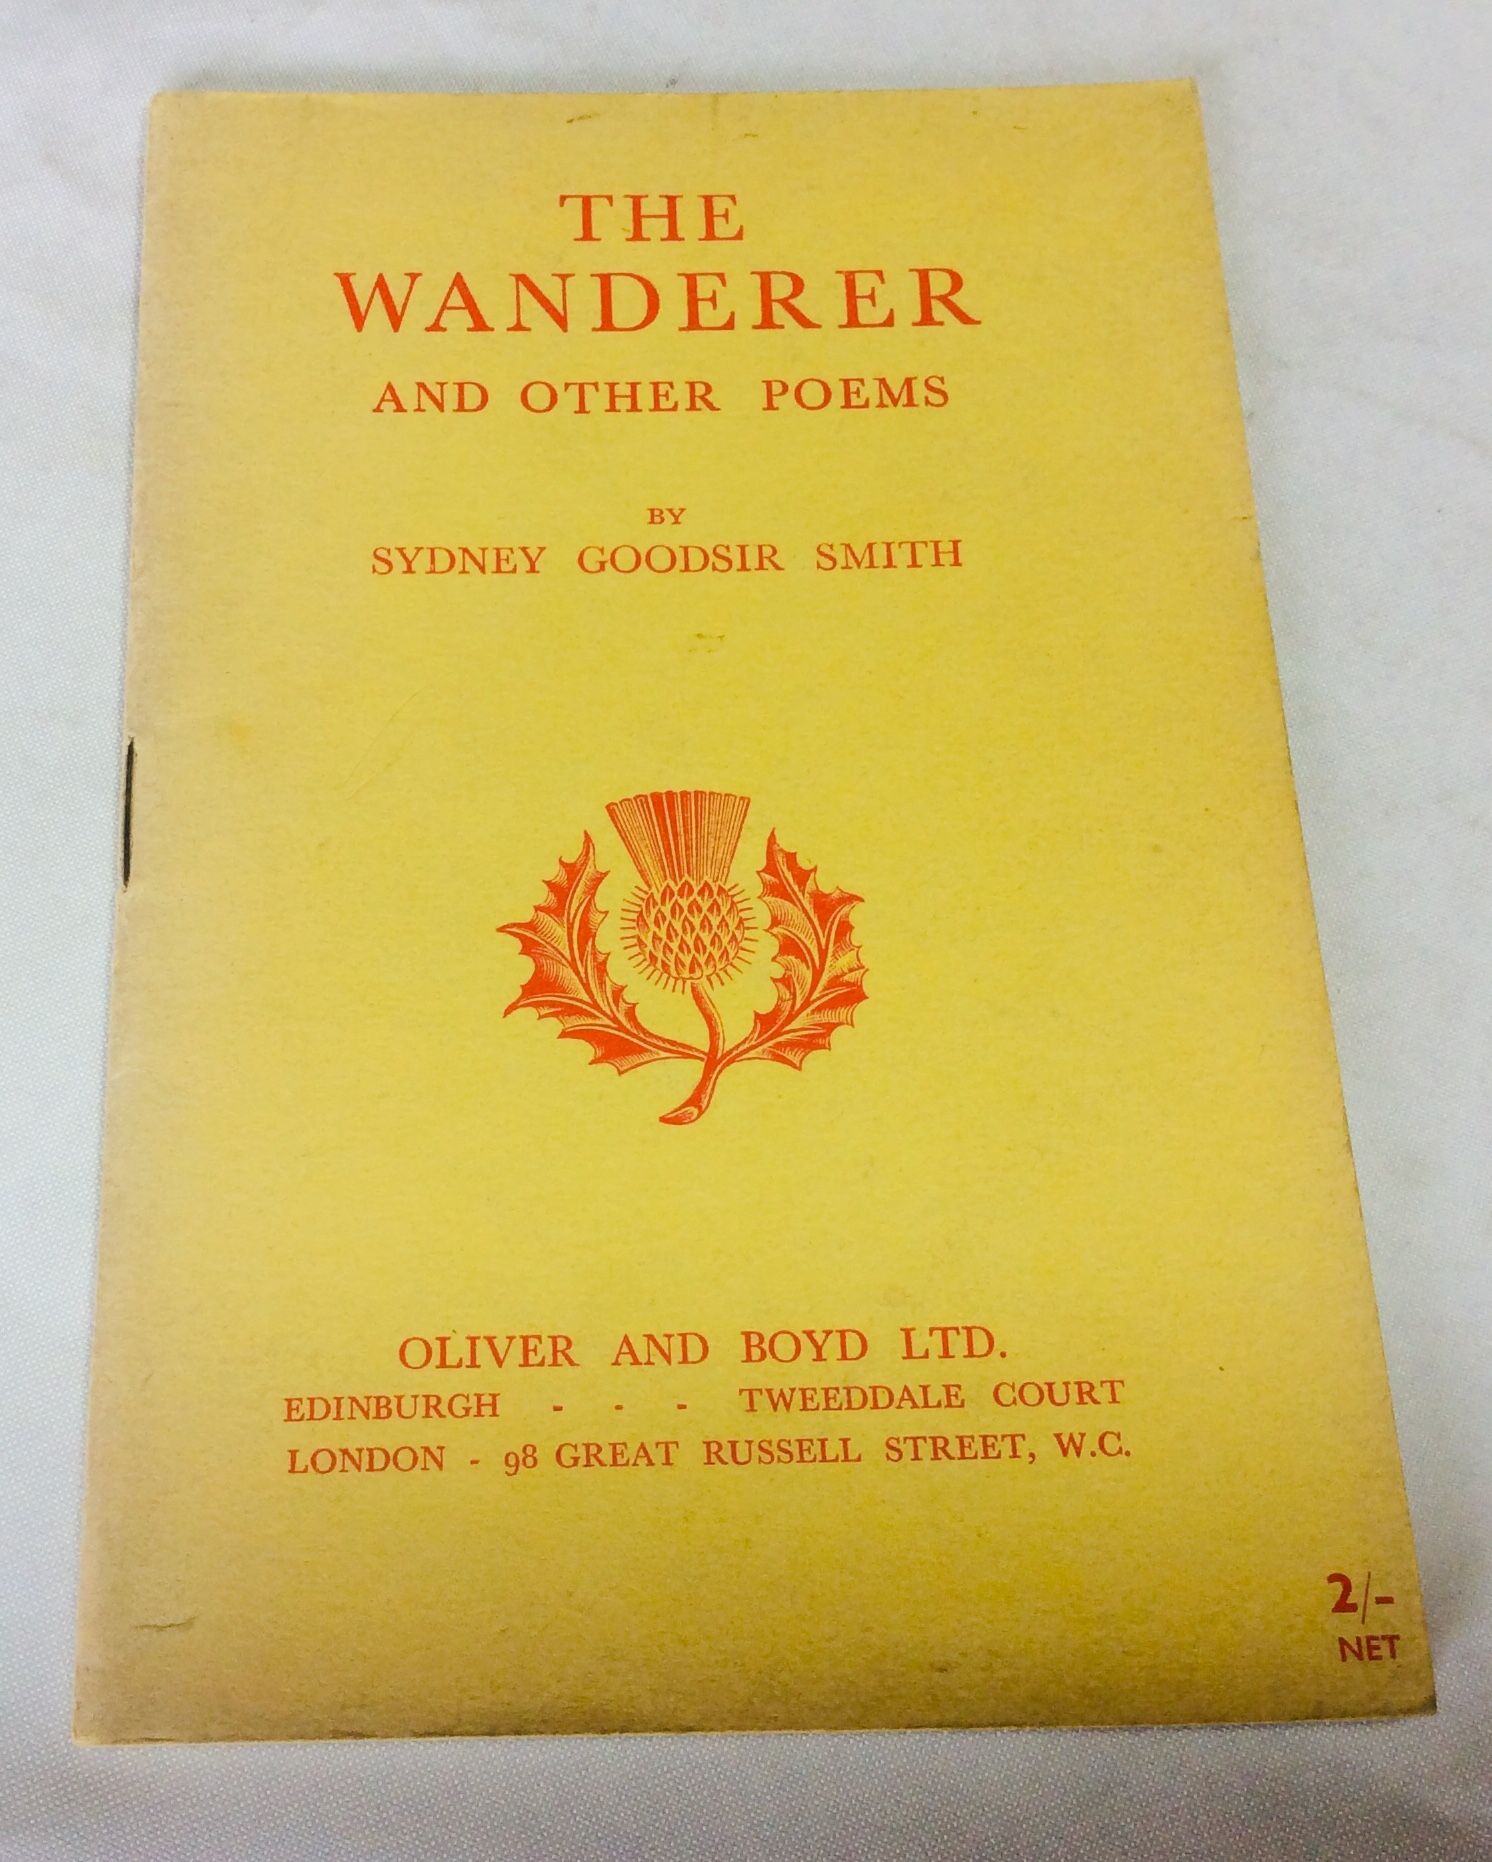 THE
WANDERER
AND OTHER POEMS
BY
SYDNEY GOODSIR SMITH
OLIVER AND BOYD LTD.
EDINBURGH - - - TWEEDDALE COURT
LONDON - 98 GREAT RUSSELL STREET, W.C.
2/-
NET